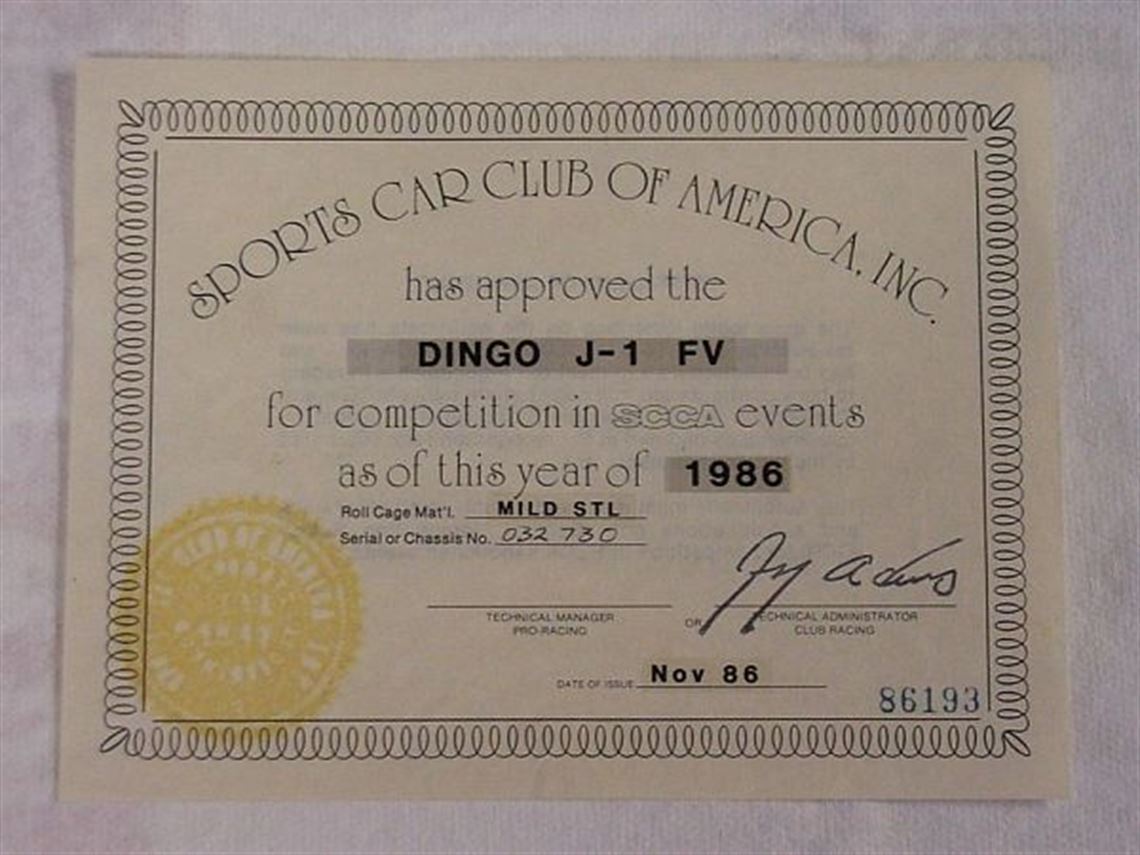 SPORTS CAR CLUB OF AMERICA, INC.
has approved the
DINGO J-1 FV
for competition in SCCA events
as of this year of 1986
Roll Cage Mat'l. MILD STL
Serial or Chassis No. 032 730
TECHNICAL MANAGER
PRO-RACING
OR
TECHNICAL ADMINISTRATOR
CLUB RACING
DATE OF ISSUE Nov 86
86193